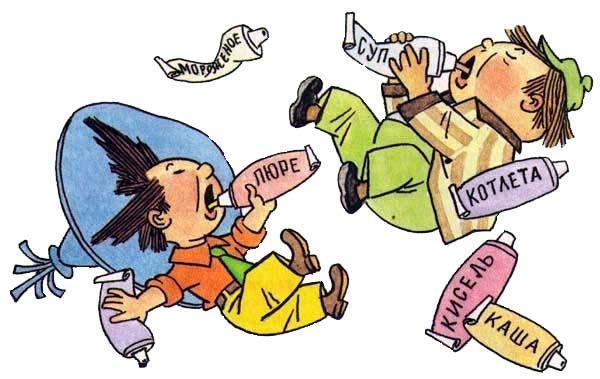 МОРОЖЕНОЕ
СУП
ПЮРЕ
КОТЛЕТА
КИСЕЛЬ
КАША